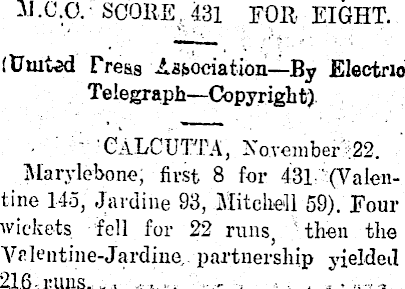 M.C.C. SCORE 431 FOR EIGHT.
(United Press Association—By Electric
Telegraph—Copyright)
CALCUTTA, November 22.
Marylebone, first 8 for 431 (Valen-
tine 145, Jardine 93, Mitchell 59). Four
wickets fell for 22 runs, then the
Valentine-Jardine partnership yielded
216 runs.